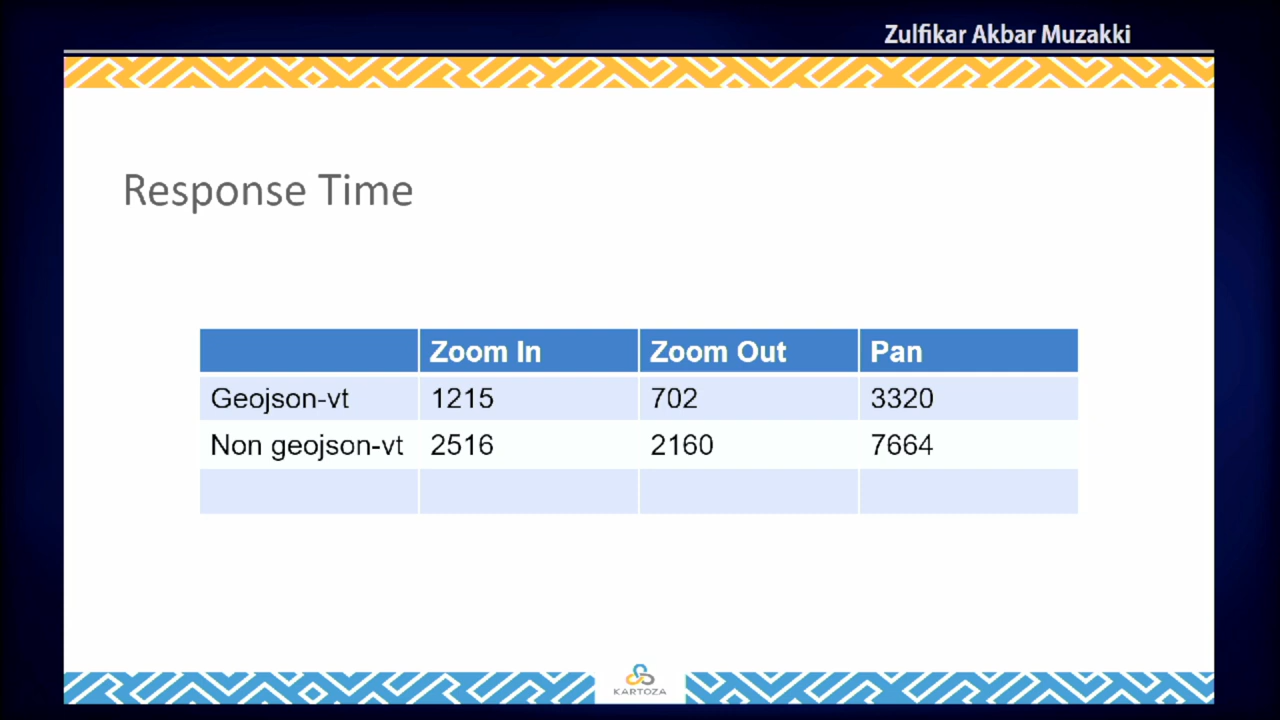 Zulfikar Akbar Muzakki
Response Time
Zoom In Zoom Out Pan
Geojson-vt 1215 702 3320
Non geojson-vt 2516 2160 7664
KARTOZA